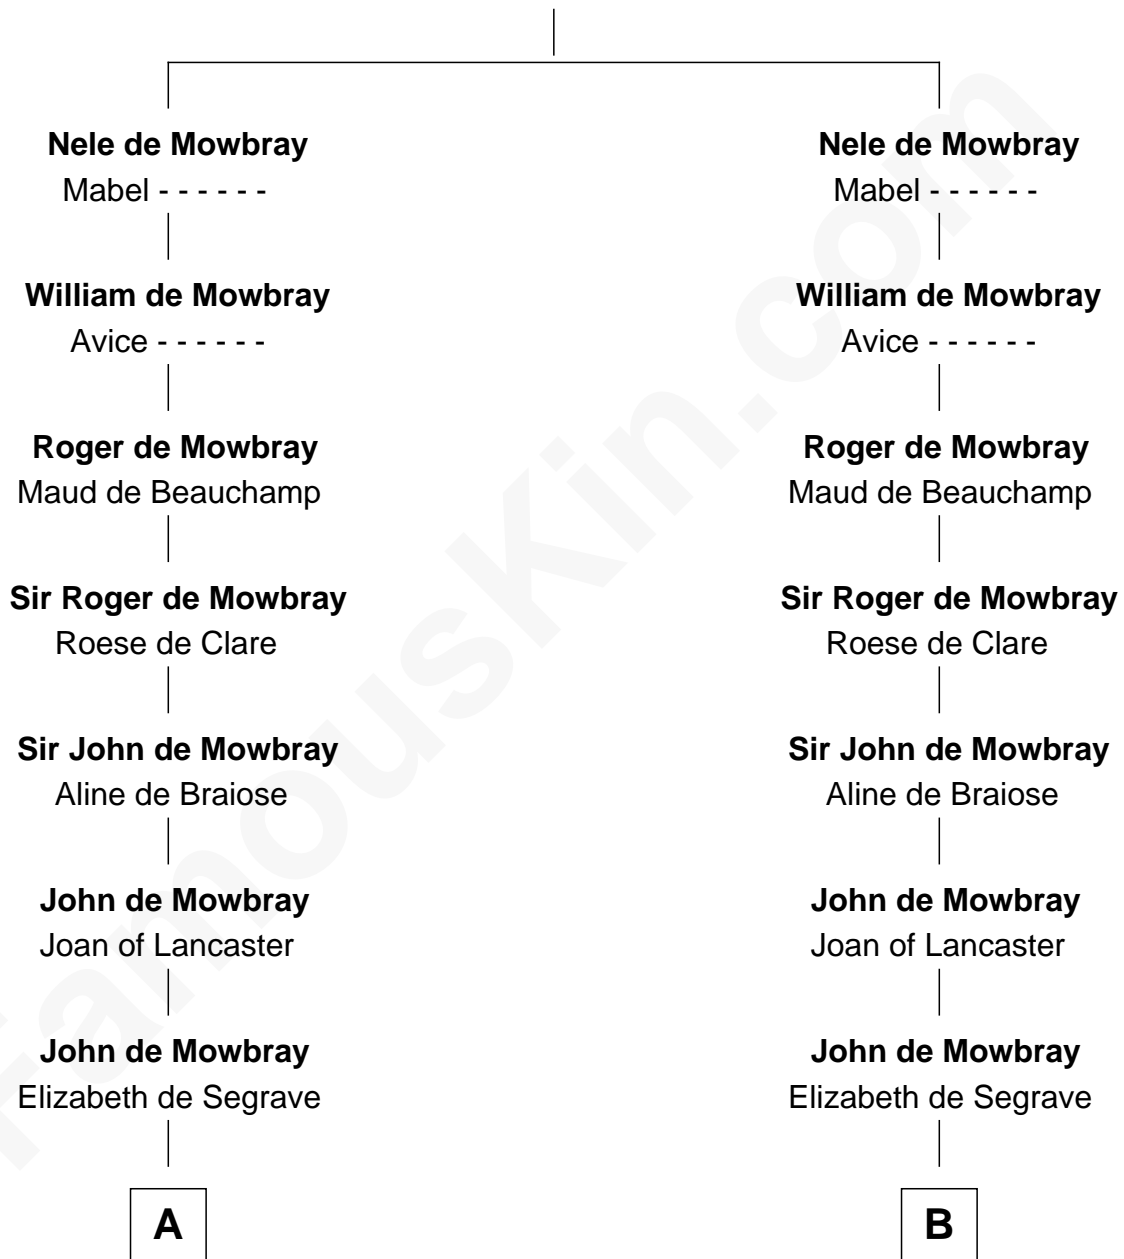 Nele de Mowbray
Mabel - - - - - -
William de Mowbray
Avice - - - - - -
Roger de Mowbray
Maud de Beauchamp
Sir Roger de Mowbray
Roese de Clare
Sir John de Mowbray
Aline de Braiose
John de Mowbray
Joan of Lancaster
John de Mowbray
Elizabeth de Segrave
A
Nele de Mowbray
Mabel - - - - - -
William de Mowbray
Avice - - - - - -
Roger de Mowbray
Maud de Beauchamp
Sir Roger de Mowbray
Roese de Clare
Sir John de Mowbray
Aline de Braiose
John de Mowbray
Joan of Lancaster
John de Mowbray
Elizabeth de Segrave
B
FamousKin.com